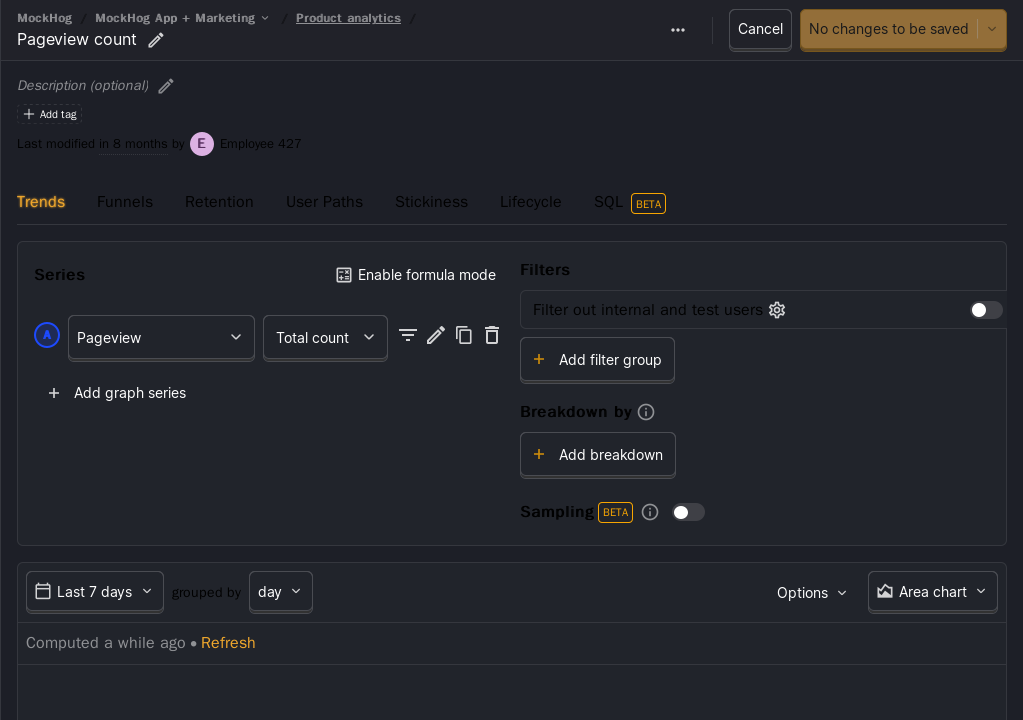 MockHog / MockHog App + Marketing / Product analytics /
Pageview count
Cancel
No changes to be saved
Description (optional)
Add tag
Last modified in 8 months by E Employee 427
Trends Funnels Retention User Paths Stickiness Lifecycle SQL BETA
Series
Enable formula mode
A Pageview Total count
Add graph series
Filters
Filter out internal and test users
Add filter group
Breakdown by
Add breakdown
Sampling BETA
Last 7 days grouped by day
Options Area chart
Computed a while ago • Refresh